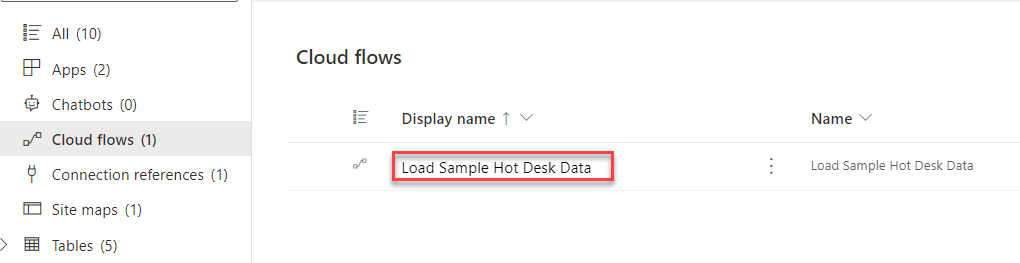 All (10)
Apps (2)
Chatbots (0)
Cloud flows (1)
Connection references (1)
Site maps (1)
Tables (5)
Cloud flows
Display name ↑ Name
Load Sample Hot Desk Data Load Sample Hot Desk Data